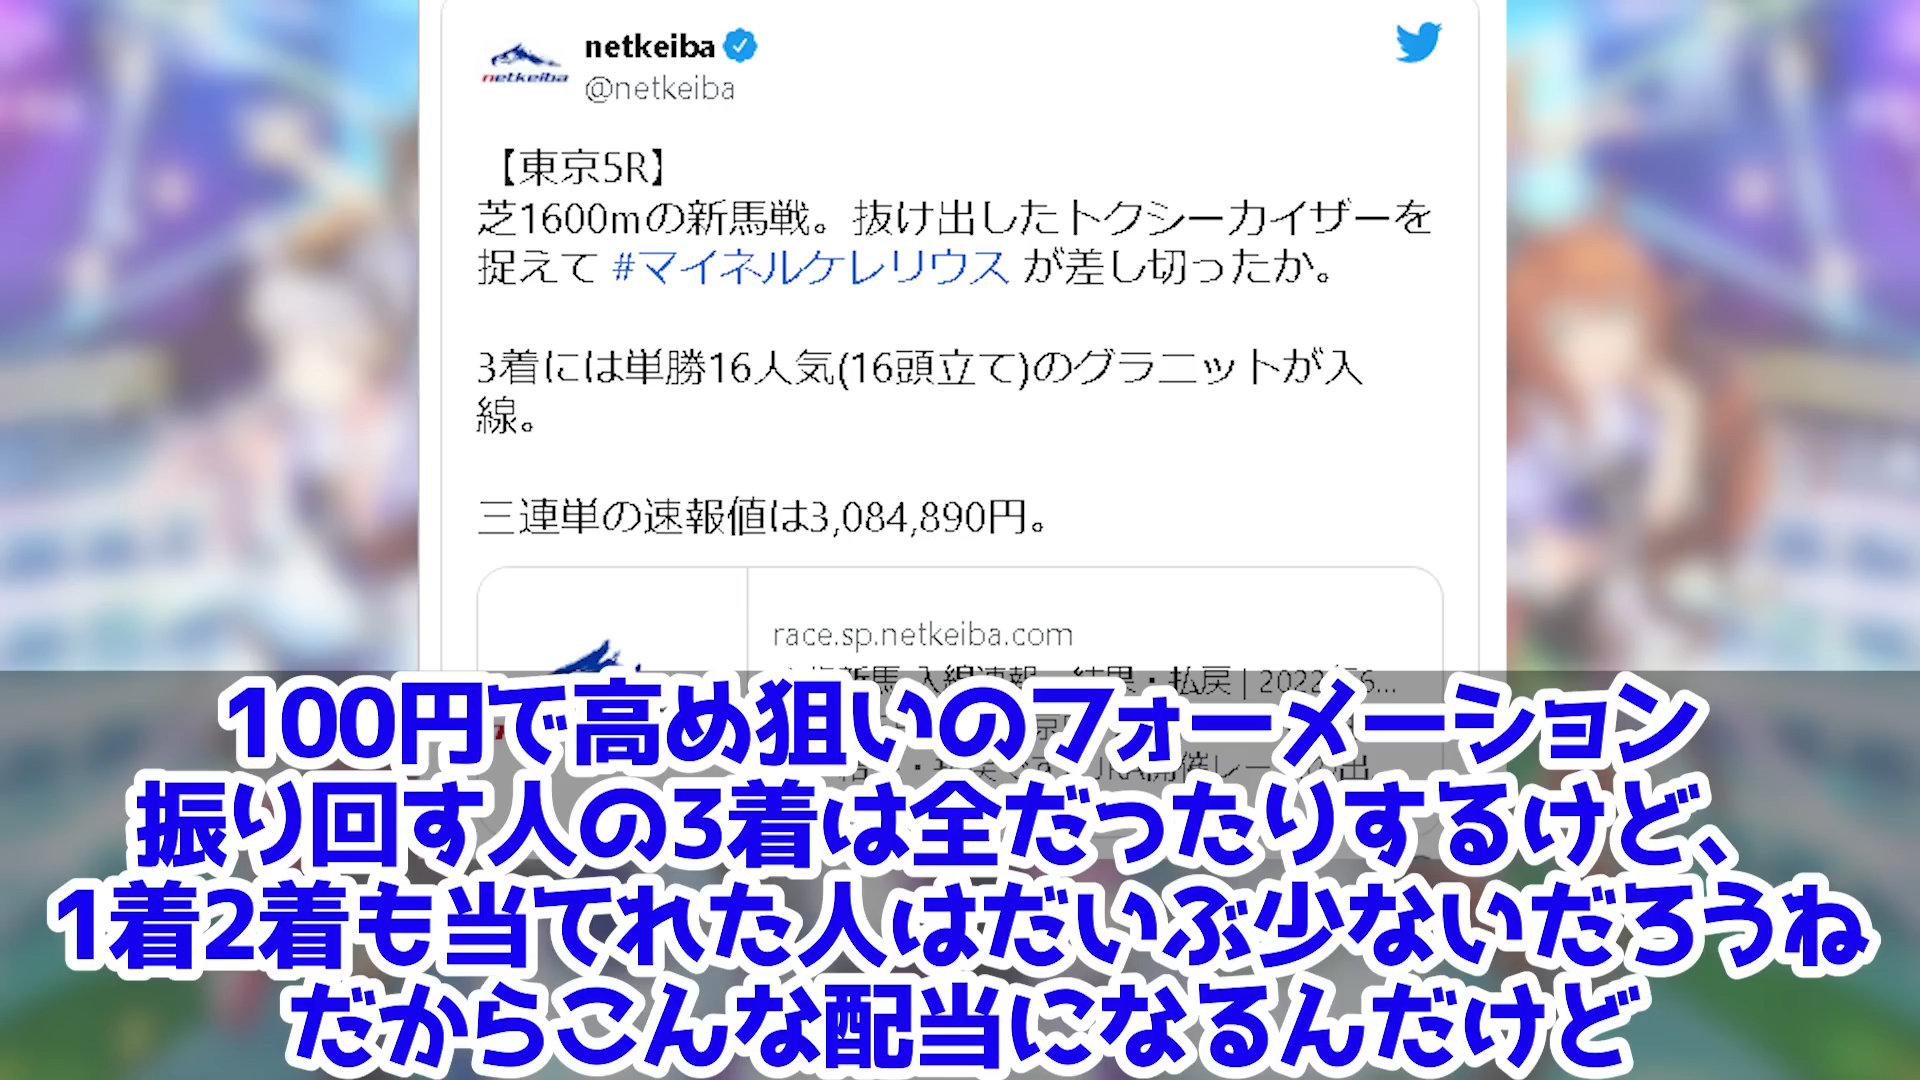 netkeiba
@netkeiba
netkeiba
【東京5R】
芝1600mの新馬戦。抜け出したトクシーカイザーを
捉えて #マイネルケレリウス が差し切ったか。
3着には単勝16人気(16頭立て)のグラニットが入
線。
三連単の速報値は3,084,890円。
race.sp.netkeiba.com
100円で高め狙いのフォーメーション
振り回す人の3着は全だったりするけど、
1着2着も当てれた人はだいぶ少ないだろうね
だからこんな配当になるんだけど